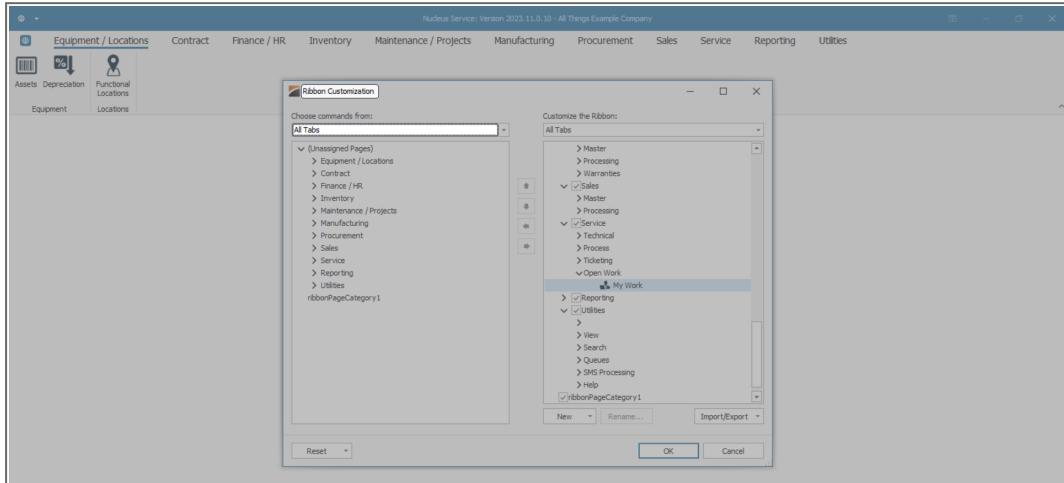 Nucleus Service: Version 2023.11.0.10 - All Things Example Company
Equipment / Locations Contract Finance / HR Inventory Maintenance / Projects Manufacturing Procurement Sales Service Reporting Utilities
Assets Depreciation Functional Locations
Equipment Locations
Ribbon Customization
Choose commands from:
All Tabs
(Unassigned Pages)
Equipment / Locations
Contract
Finance / HR
Inventory
Maintenance / Projects
Manufacturing
Procurement
Sales
Service
Reporting
Utilities
ribbonPageCategory1
Customize the Ribbon:
All Tabs
Master
Processing
Warranties
Sales
Master
Processing
Service
Technical
Process
Ticketing
Open Work
My Work
Reporting
Utilities
View
Search
Queues
SMS Processing
Help
ribbonPageCategory1
New Rename... Import/Export
Reset OK Cancel